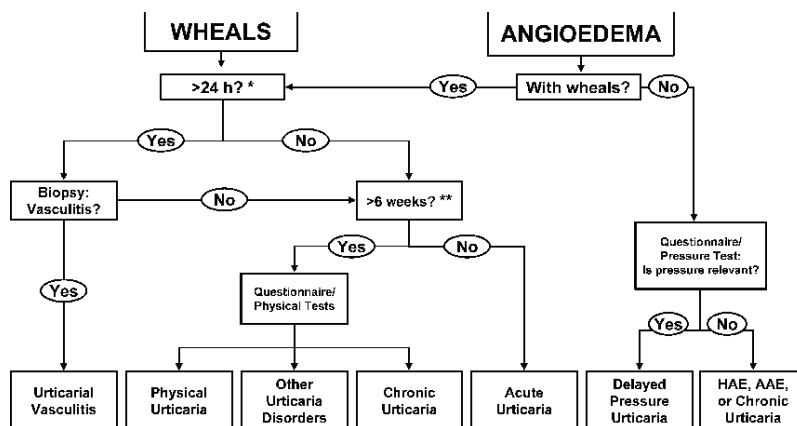 WHEALS
ANGIOEDEMA
>24 h? *
Yes
With wheals?
No
Yes
No
Biopsy:
Vasculitis?
No
>6 weeks? **
Yes
No
Questionnaire/
Pressure Test:
Is pressure relevant?
Yes
Questionnaire/
Physical Tests
Yes
No
Urticarial
Vasculitis
Physical
Urticaria
Other
Urticaria
Disorders
Chronic
Urticaria
Acute
Urticaria
Delayed
Pressure
Urticaria
HAE, AAE,
or Chronic
Urticaria